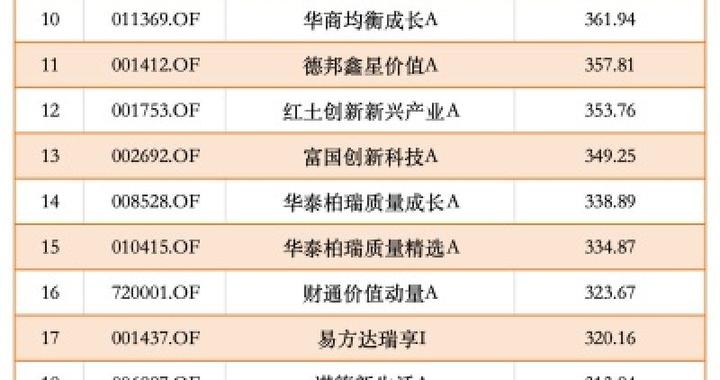 10 011369.OF 华商均衡成长A 361.94
11 001412.OF 德邦鑫星价值A 357.81
12 001753.OF 红土创新新兴产业A 353.76
13 002692.OF 富国创新科技A 349.25
14 008528.OF 华泰柏瑞质量成长A 338.89
15 010415.OF 华泰柏瑞质量精选A 334.87
16 720001.OF 财通价值动量A 323.67
17 001437.OF 易方达瑞享I 320.16